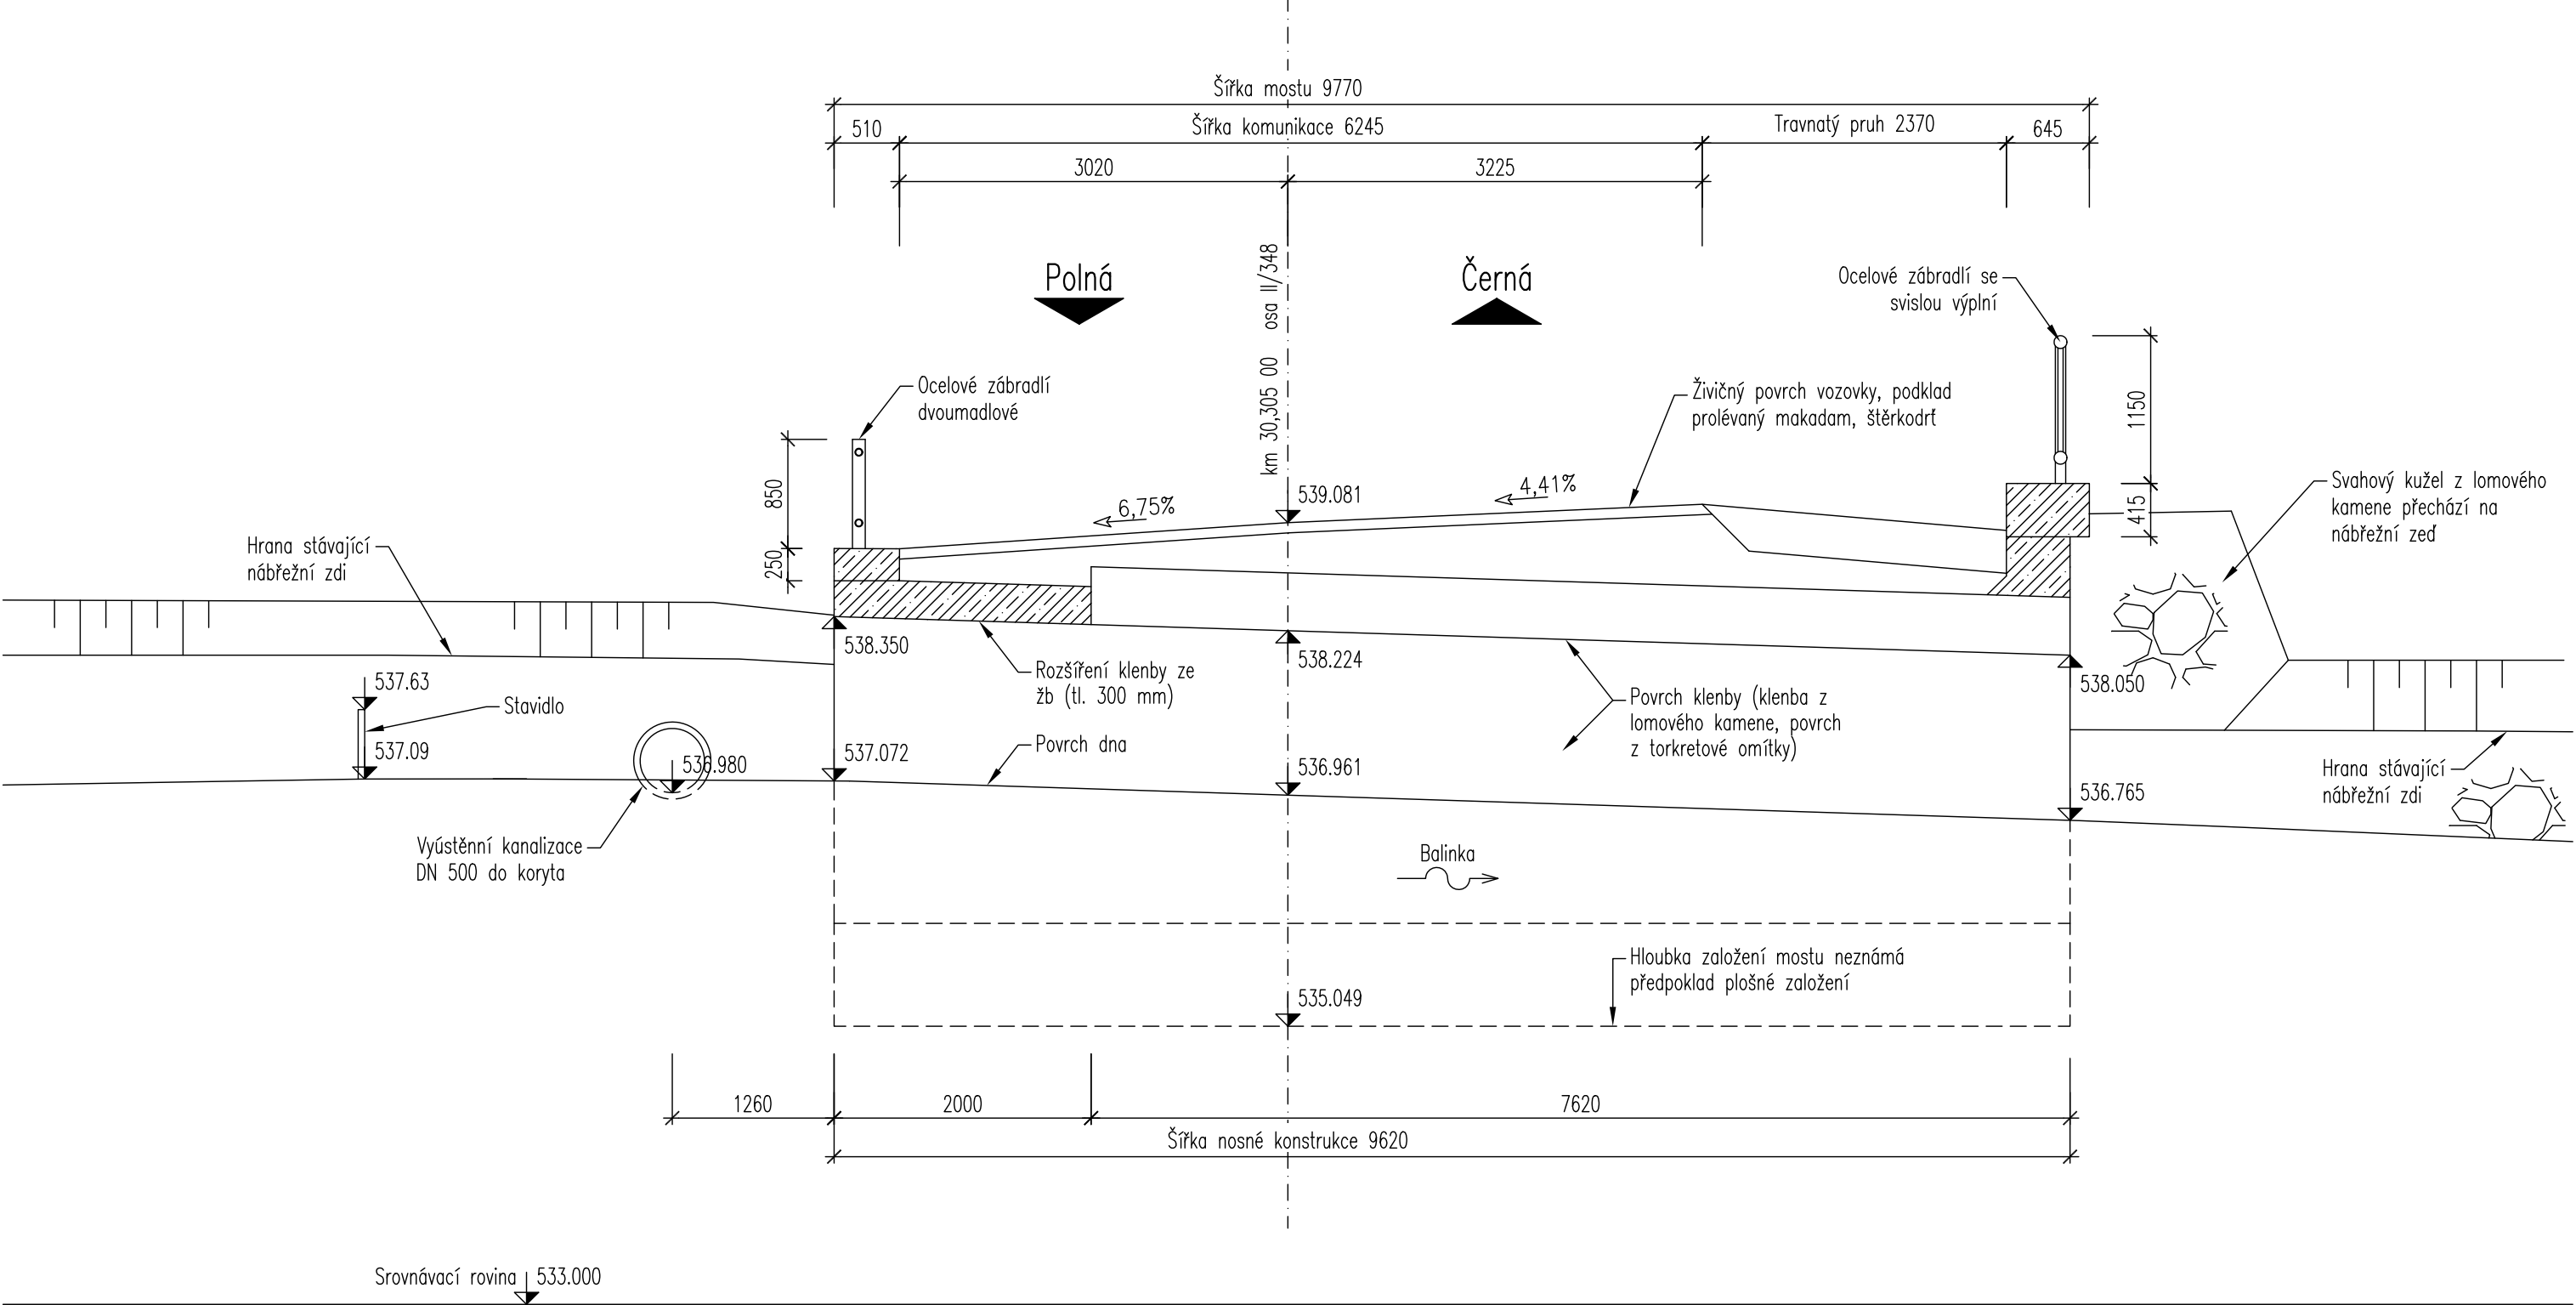 Šířka mostu 9770
510
Šířka komunikace 6245
Travnatý pruh 2370
645
3020
3225
Polná
Černá
km 30,305 00 osa II/348
Ocelové zábradlí se
svislou výplní
Ocelové zábradlí
dvoumadlové
Živičný povrch vozovky, podklad
prolévaný makadam, štěrkodrť
1150
850
415
250
6,75%
539.081
4,41%
Svahový kužel z lomového
kamene přechází na
nábřežní zeď
Hrana stávající
nábřežní zdi
538.350
538.224
538.050
537.63
Stavidlo
537.09
536.980
537.072
536.961
536.765
Rozšíření klenby ze
žb (tl. 300 mm)
Povrch dna
Povrch klenby (klenba z
lomového kamene, povrch
z torkretové omítky)
Hrana stávající
nábřežní zdi
Vyústěnní kanalizace
DN 500 do koryta
Balinka
Hloubka založení mostu neznámá
předpoklad plošné založení
535.049
1260
2000
7620
Šířka nosné konstrukce 9620
Srovnávací rovina 533.000